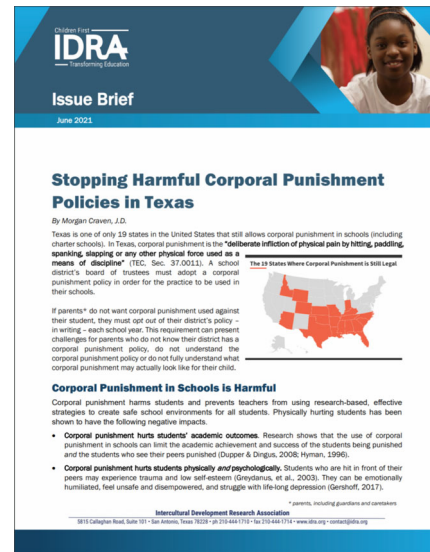 Children First
IDRA
Transforming Education
Issue Brief
June 2021
Stopping Harmful Corporal Punishment
Policies in Texas
By Morgan Craven, J.D.
Texas is one of only 19 states in the United States that still allows corporal punishment in schools (including
charter schools). In Texas, corporal punishment is the "deliberate infliction of physical pain by hitting, paddling,
spanking, slapping or any other physical force used as a
means of discipline" (TEC, Sec. 37.0011). A school
district's board of trustees must adopt a corporal
punishment policy in order for the practice to be used in
their schools.
The 19 States Where Corporal Punishment is Still Legal
If parents* do not want corporal punishment used against
their student, they must opt out of their district's policy –
in writing – each school year. This requirement can present
challenges for parents who do not know their district has a
corporal punishment policy, do not understand the
corporal punishment policy or do not fully understand what
corporal punishment may actually look like for their child.
Corporal Punishment in Schools is Harmful
Corporal punishment harms students and prevents teachers from using research-based, effective
strategies to create safe school environments for all students. Physically hurting students has been
shown to have the following negative impacts.
• Corporal punishment hurts students' academic outcomes. Research shows that the use of corporal
punishment in schools can limit the academic achievement and success of the students being punished
and the students who see their peers punished (Dupper & Dingus, 2008; Hyman, 1996).
• Corporal punishment hurts students physically and psychologically. Students who are hit in front of their
peers may experience trauma and low self-esteem (Greydanus, et al., 2003). They can be emotionally
humiliated, feel unsafe and disempowered, and struggle with life-long depression (Gershoff, 2017).
* parents, including guardians and caretakers
Intercultural Development Research Association
5815 Callaghan Road, Suite 101 • San Antonio, Texas 78228 • ph 210-444-1710 • fax 210-444-1714 • www.idra.org • contact@idra.org